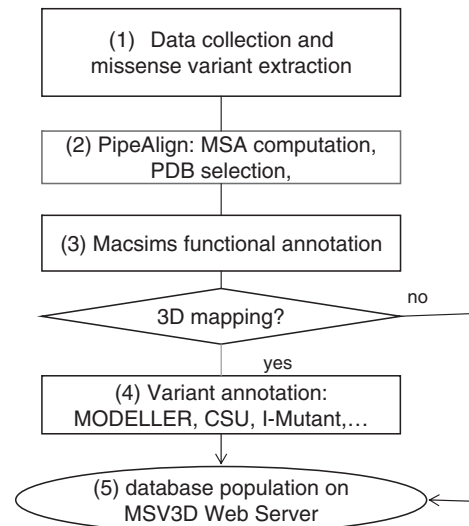 (1) Data collection and
missense variant extraction
(2) PipeAlign: MSA computation,
PDB selection,
(3) Macsims functional annotation
3D mapping?
no
yes
(4) Variant annotation:
MODELLER, CSU, I-Mutant,...
(5) database population on
MSV3D Web Server